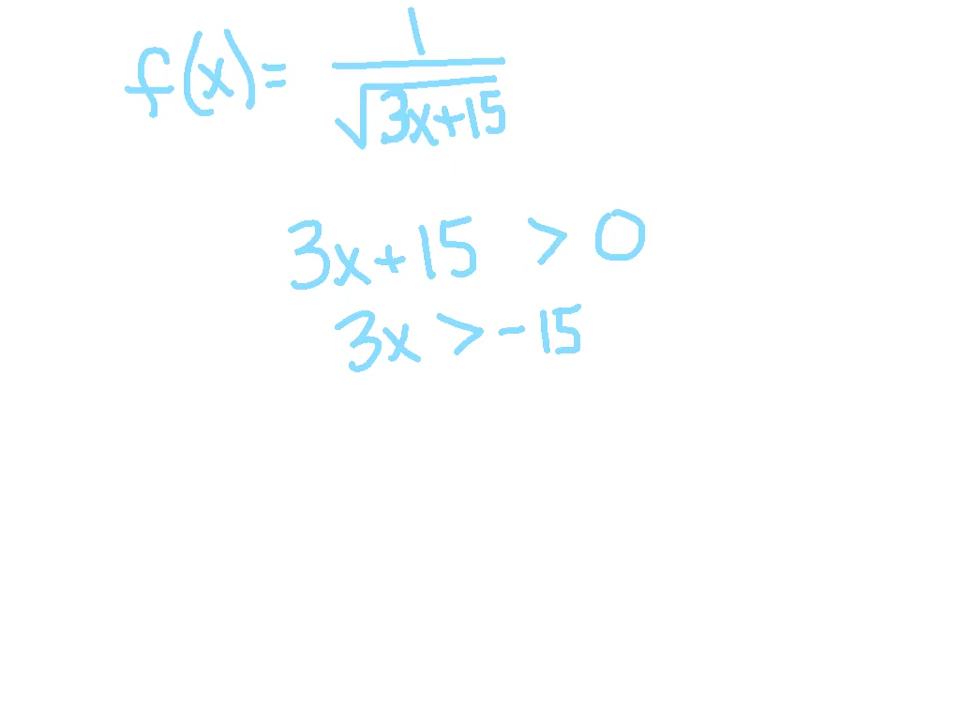 f(x) = 1/√(3x+15)
3x+15 > 0
3x > -15